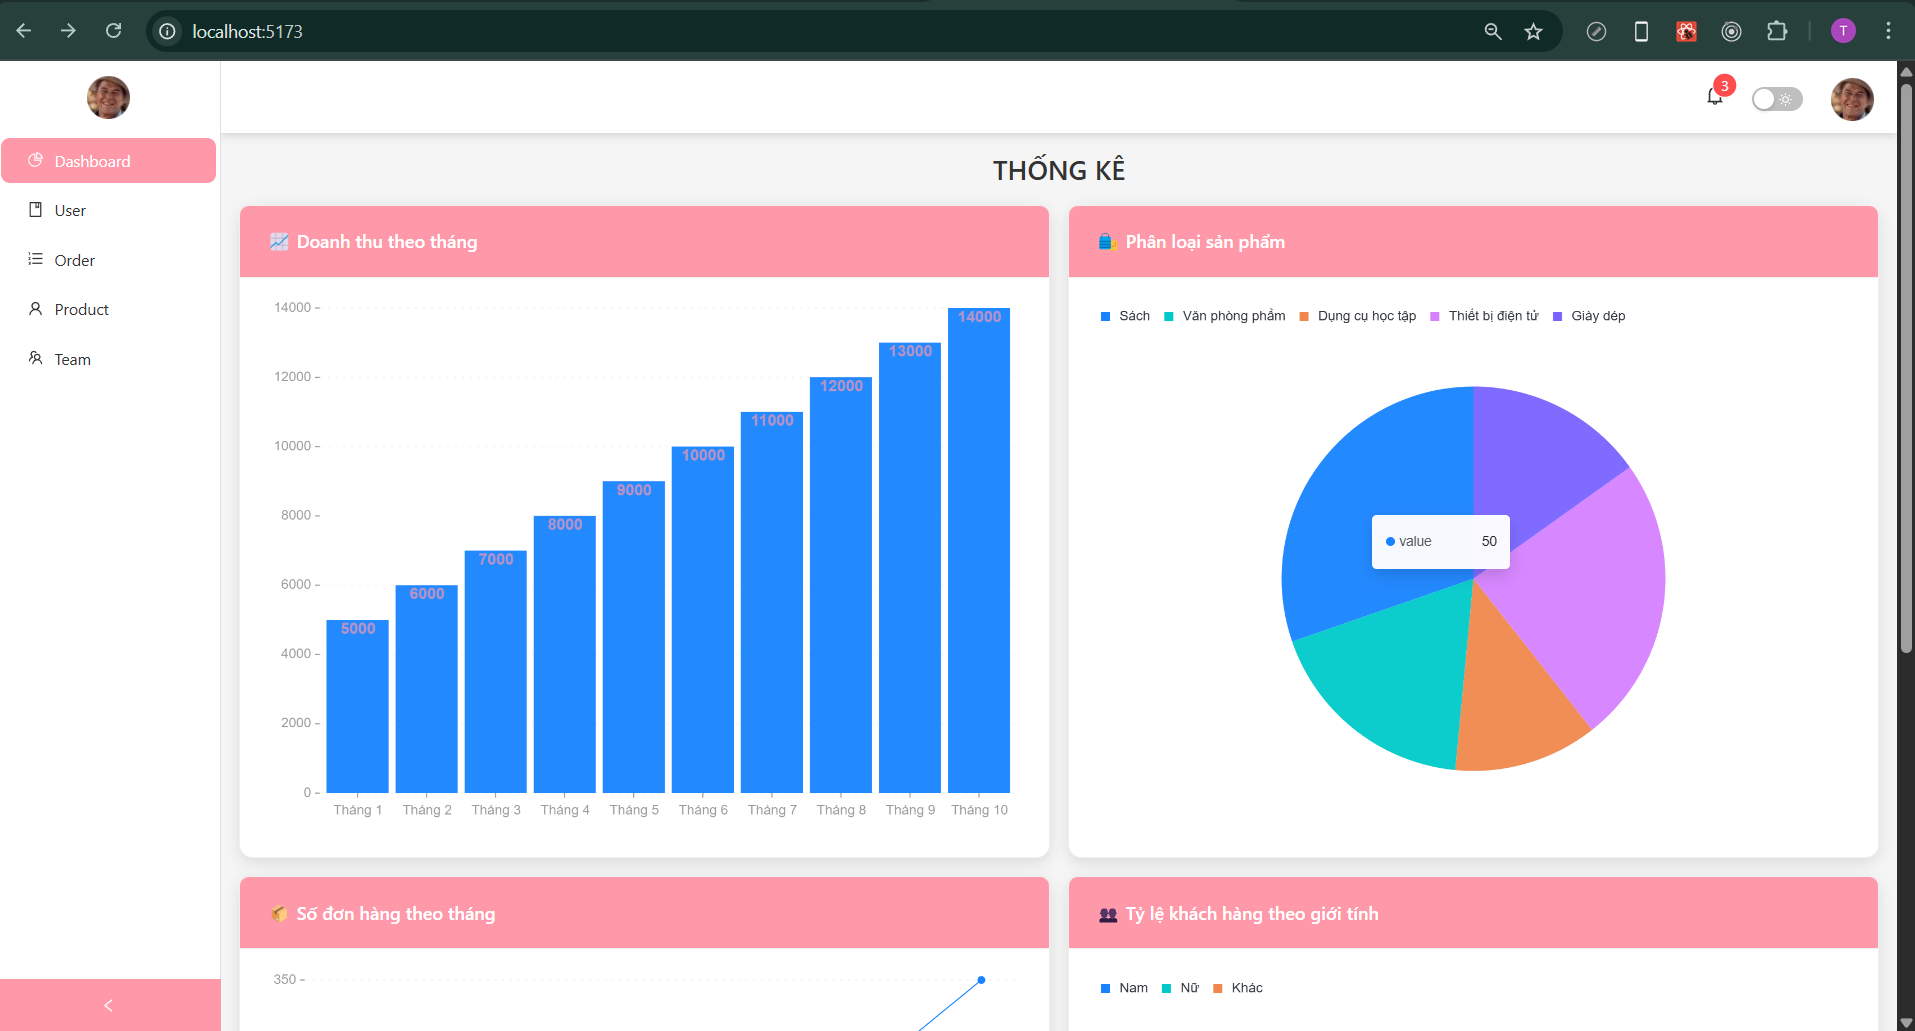 localhost:5173
T
3
Dashboard
User
Order
Product
Team
THỐNG KÊ
Doanh thu theo tháng
14000
12000
10000
8000
6000
4000
2000
0
5000
6000
7000
8000
9000
10000
11000
12000
13000
14000
Tháng 1
Tháng 2
Tháng 3
Tháng 4
Tháng 5
Tháng 6
Tháng 7
Tháng 8
Tháng 9
Tháng 10
Phân loại sản phẩm
Sách Văn phòng phẩm Dụng cụ học tập Thiết bị điện tử Giày dép
value 50
Số đơn hàng theo tháng
350
Tỷ lệ khách hàng theo giới tính
Nam Nữ Khác